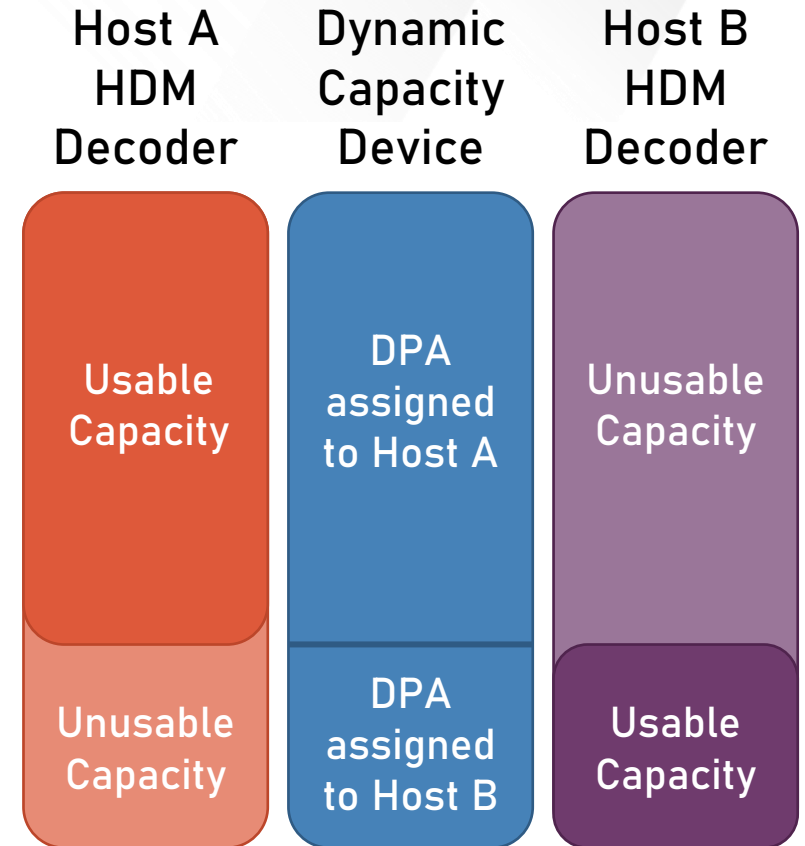 Host A
HDM
Decoder
Dynamic
Capacity
Device
Host B
HDM
Decoder
Usable
Capacity
Unusable
Capacity
DPA
assigned
to Host A
DPA
assigned
to Host B
Unusable
Capacity
Usable
Capacity